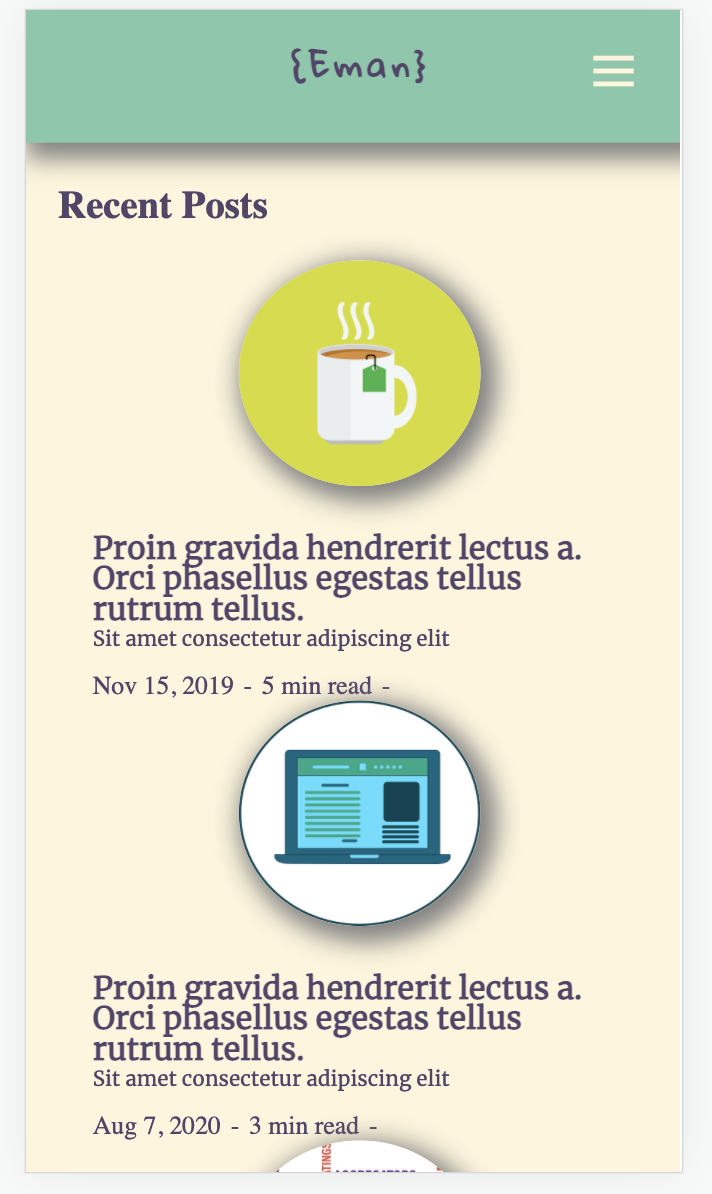 {Eman}
Recent Posts
Proin gravida hendrerit lectus a.
Orci phasellus egestas tellus
rutrum tellus.
Sit amet consectetur adipiscing elit
Nov 15, 2019 - 5 min read -
Proin gravida hendrerit lectus a.
Orci phasellus egestas tellus
rutrum tellus.
Sit amet consectetur adipiscing elit
Aug 7, 2020 - 3 min read -